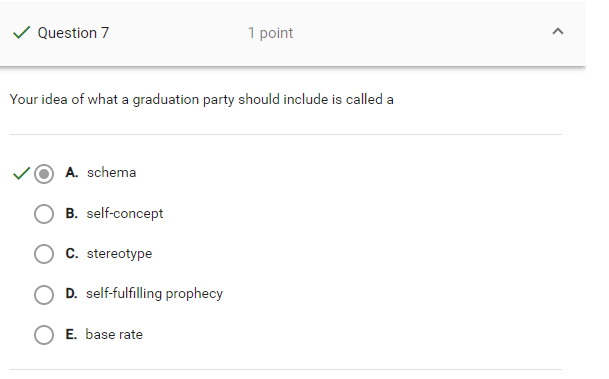 Question 7 1 point
Your idea of what a graduation party should include is called a
A. schema
B. self-concept
C. stereotype
D. self-fulfilling prophecy
E. base rate